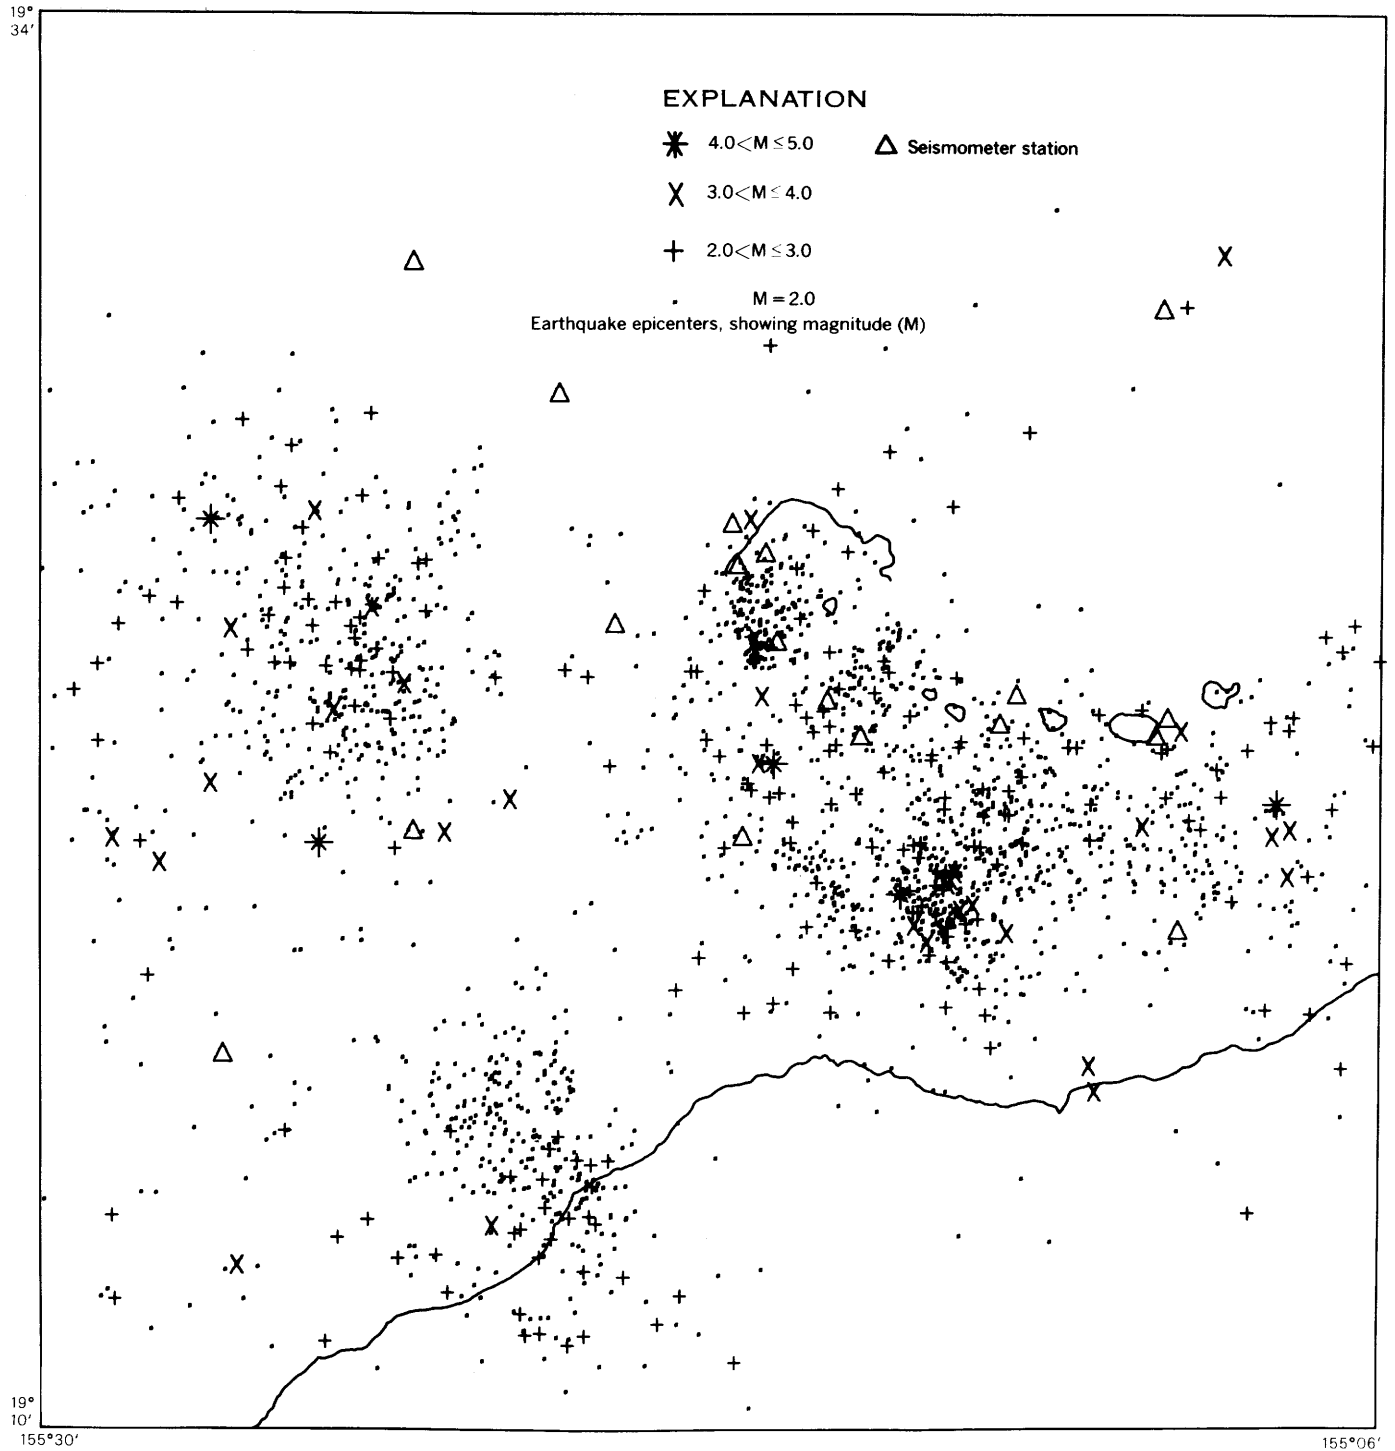 19°
34′
EXPLANATION
4.0<M≤5.0
Seismometer station
3.0<M≤4.0
2.0<M≤3.0
M=2.0
Earthquake epicenters, showing magnitude (M)
19°
10′
155°30′
155°06′